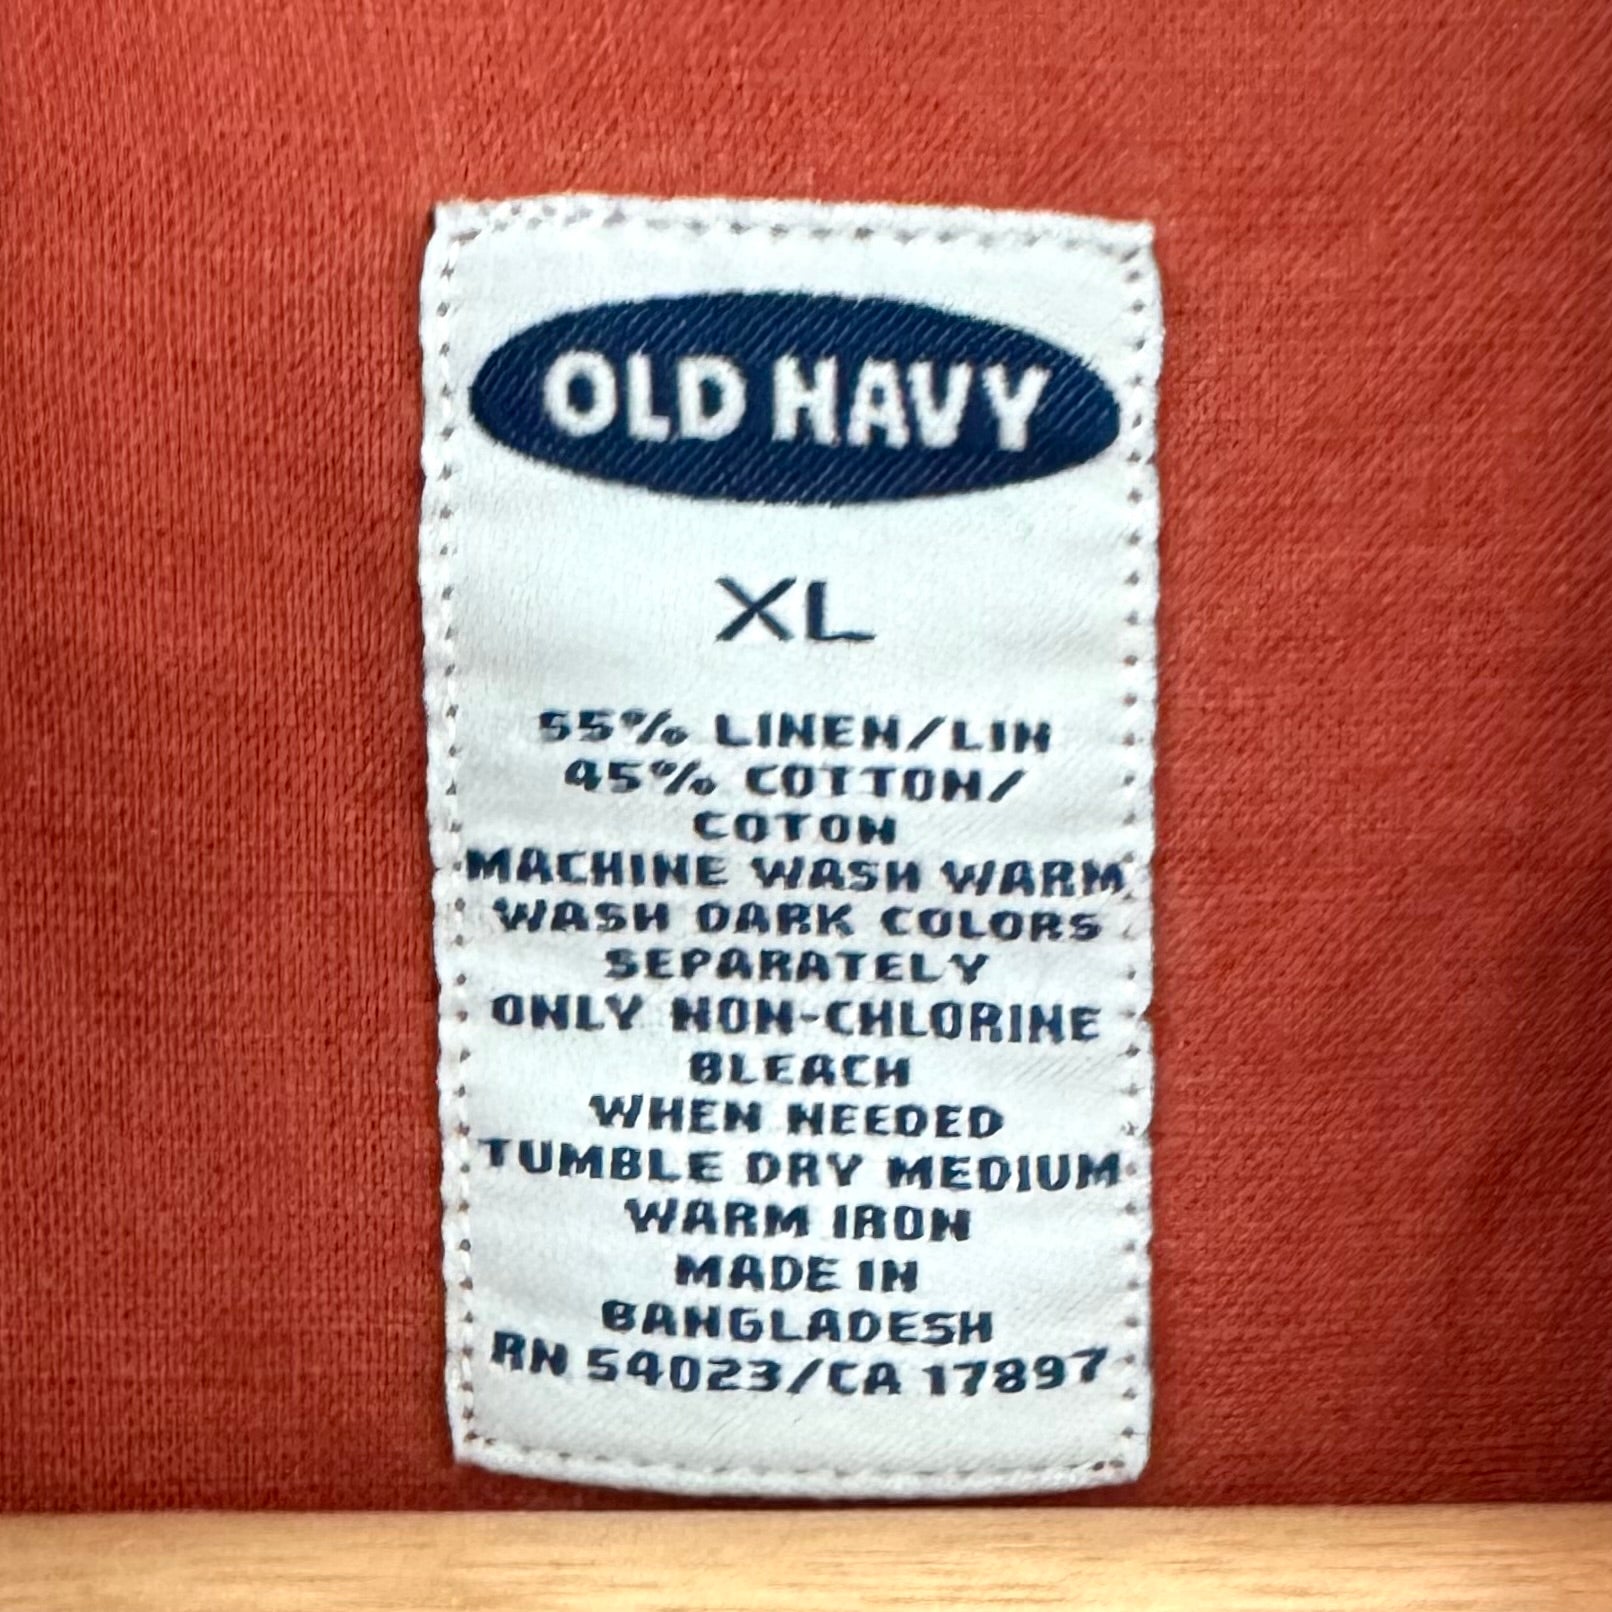 OLD NAVY
XL
55% LINEN/LIN
45% COTTON/
COTON
MACHINE WASH WARM
WASH DARK COLORS
SEPARATELY
ONLY NON-CHLORINE
BLEACH
WHEN NEEDED
TUMBLE DRY MEDIUM
WARM IRON
MADE IN
BANGLADESH
RN 54023/CA 17897